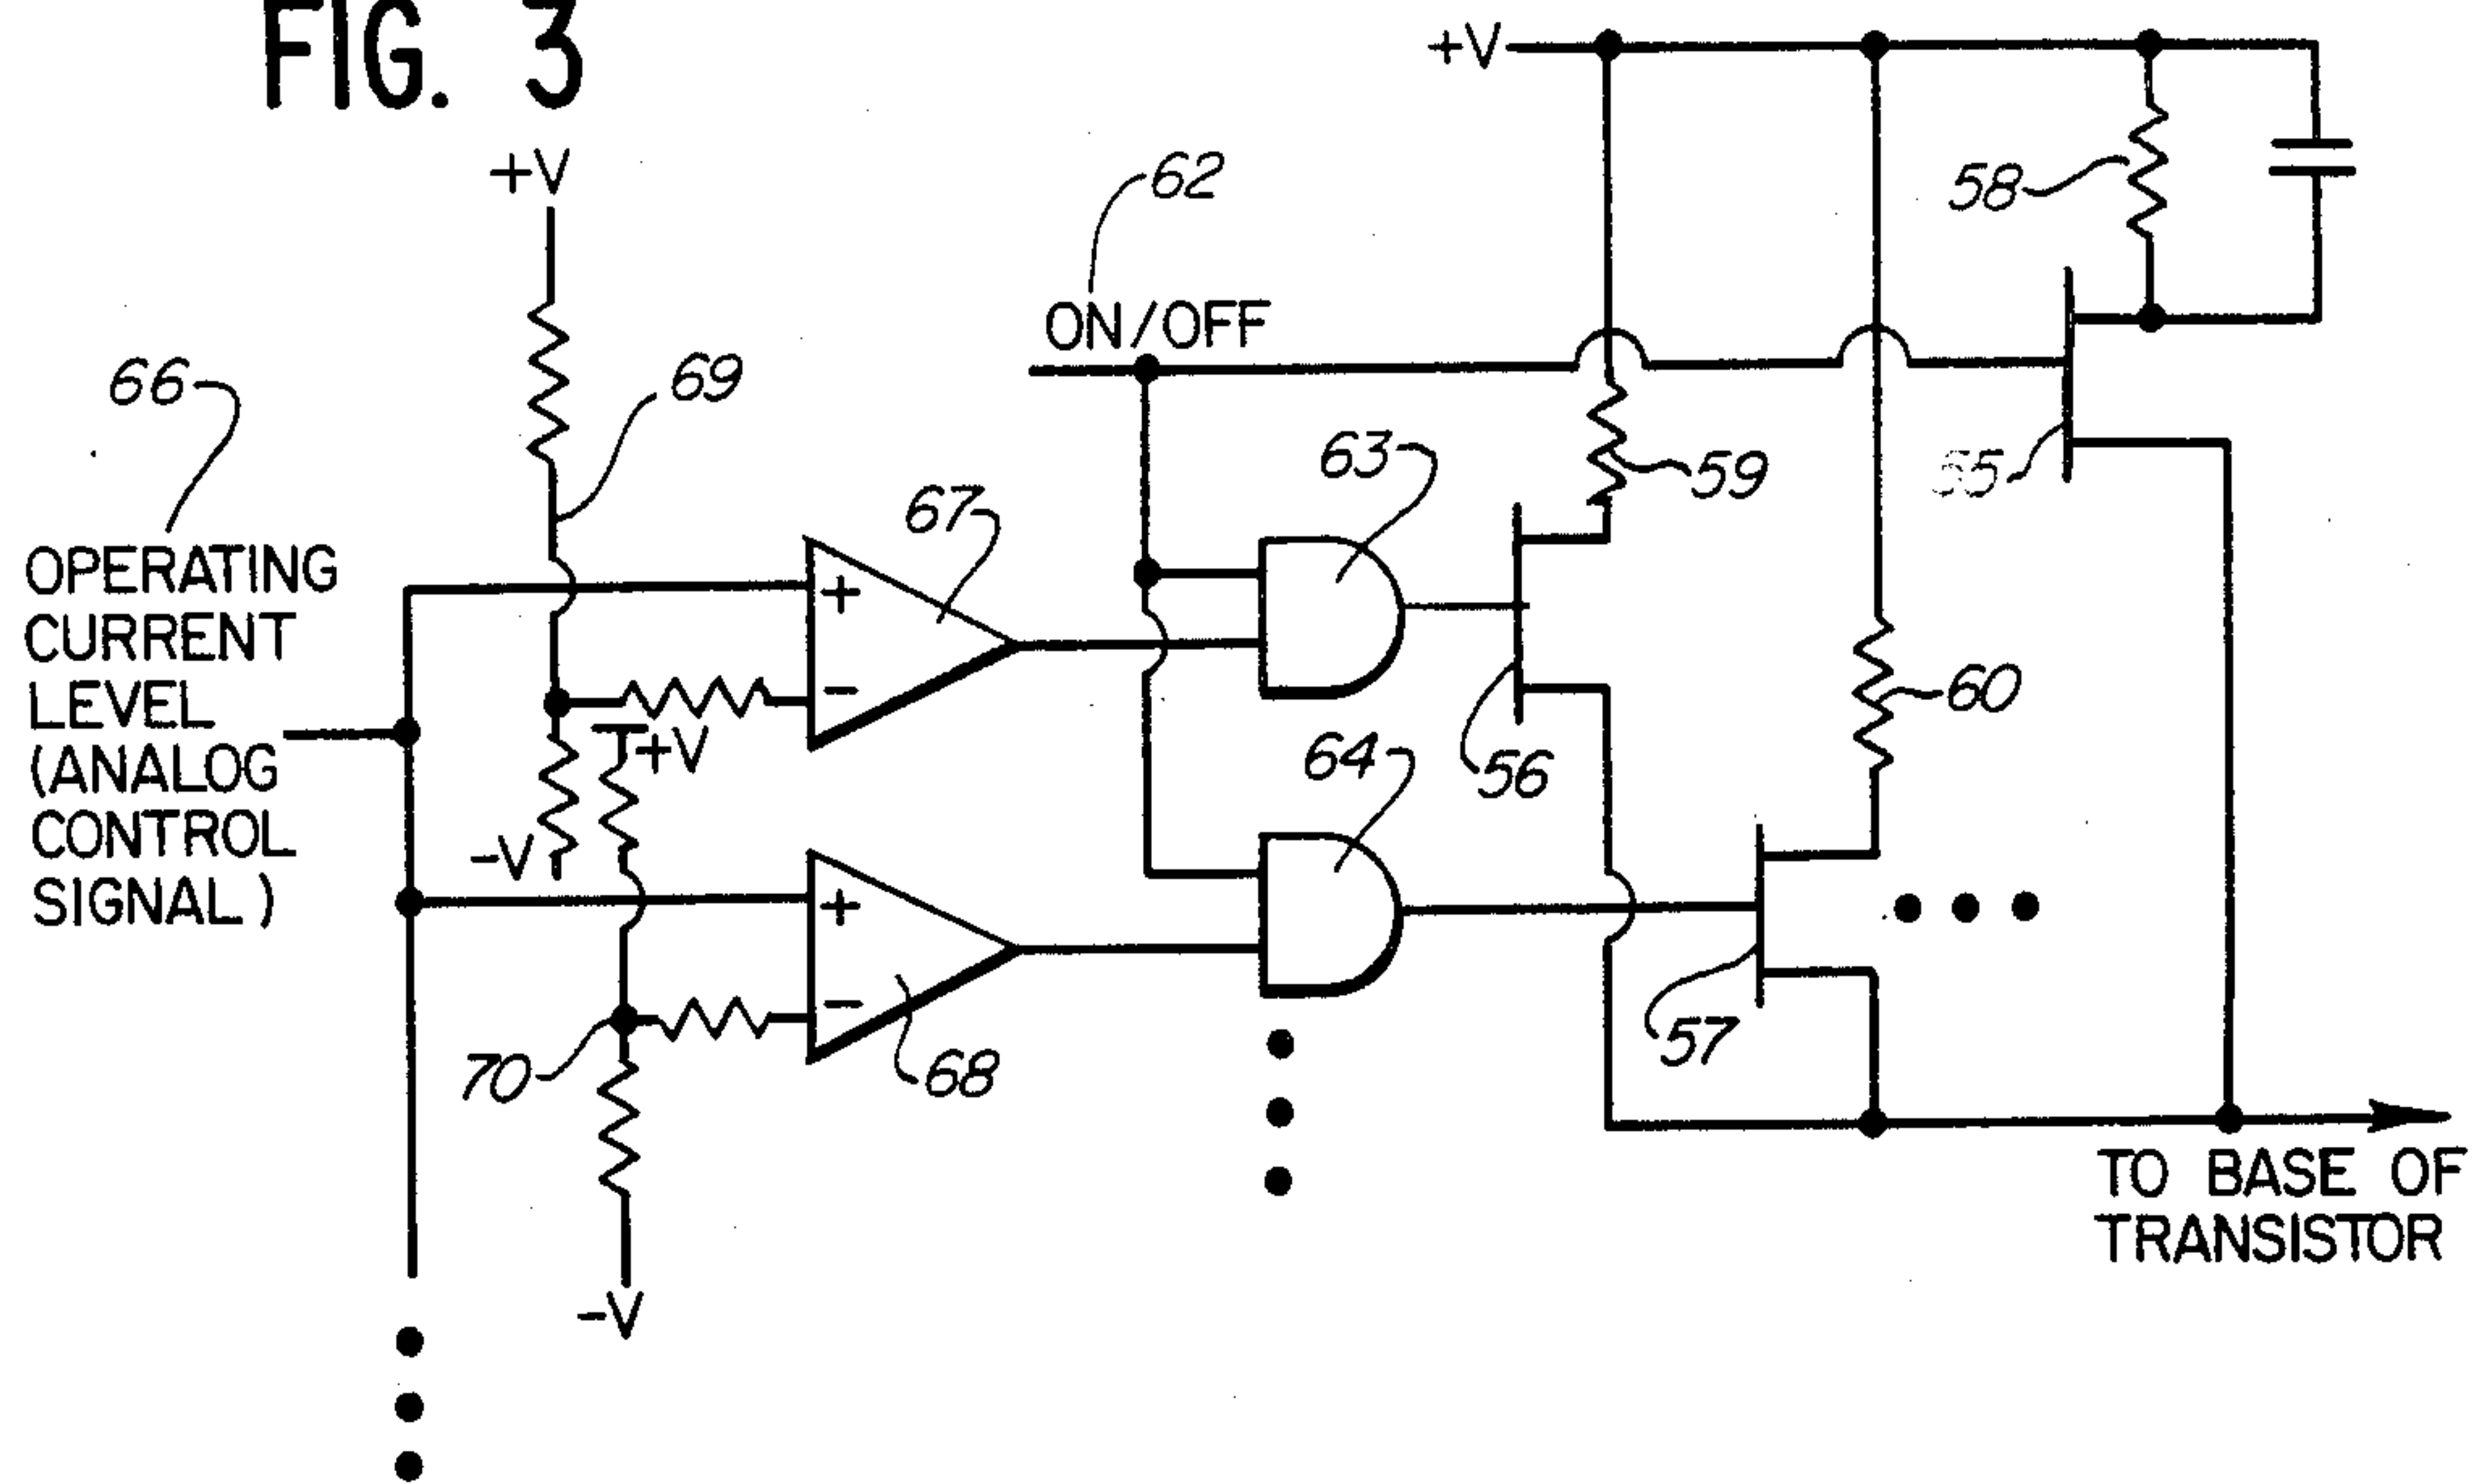 FIG. 3
+V
+V
62
58
ON/OFF
66
69
63
59
55
67
OPERATING
CURRENT
LEVEL
(ANALOG
CONTROL
SIGNAL)
+
-
60
+V
56
64
-V
+
-
57
70
68
-V
TO BASE OF
TRANSISTOR